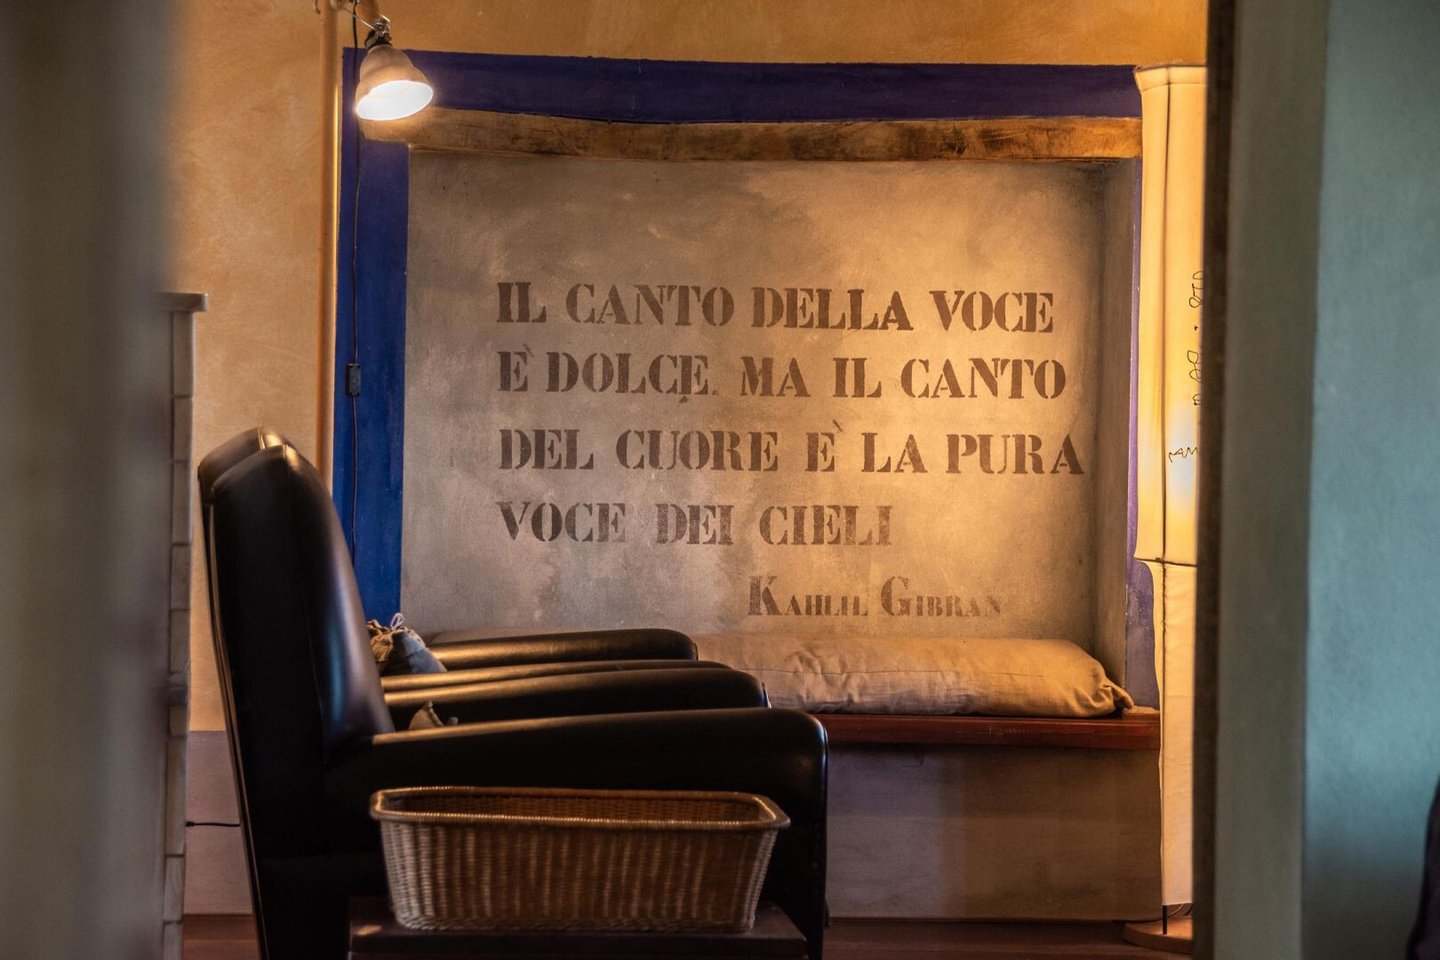 IL CANTO DELLA VOCE
È DOLCE, MA IL CANTO
DEL CUORE È LA PURA
VOCE DEI CIELI
KAHLIL GIBRAN